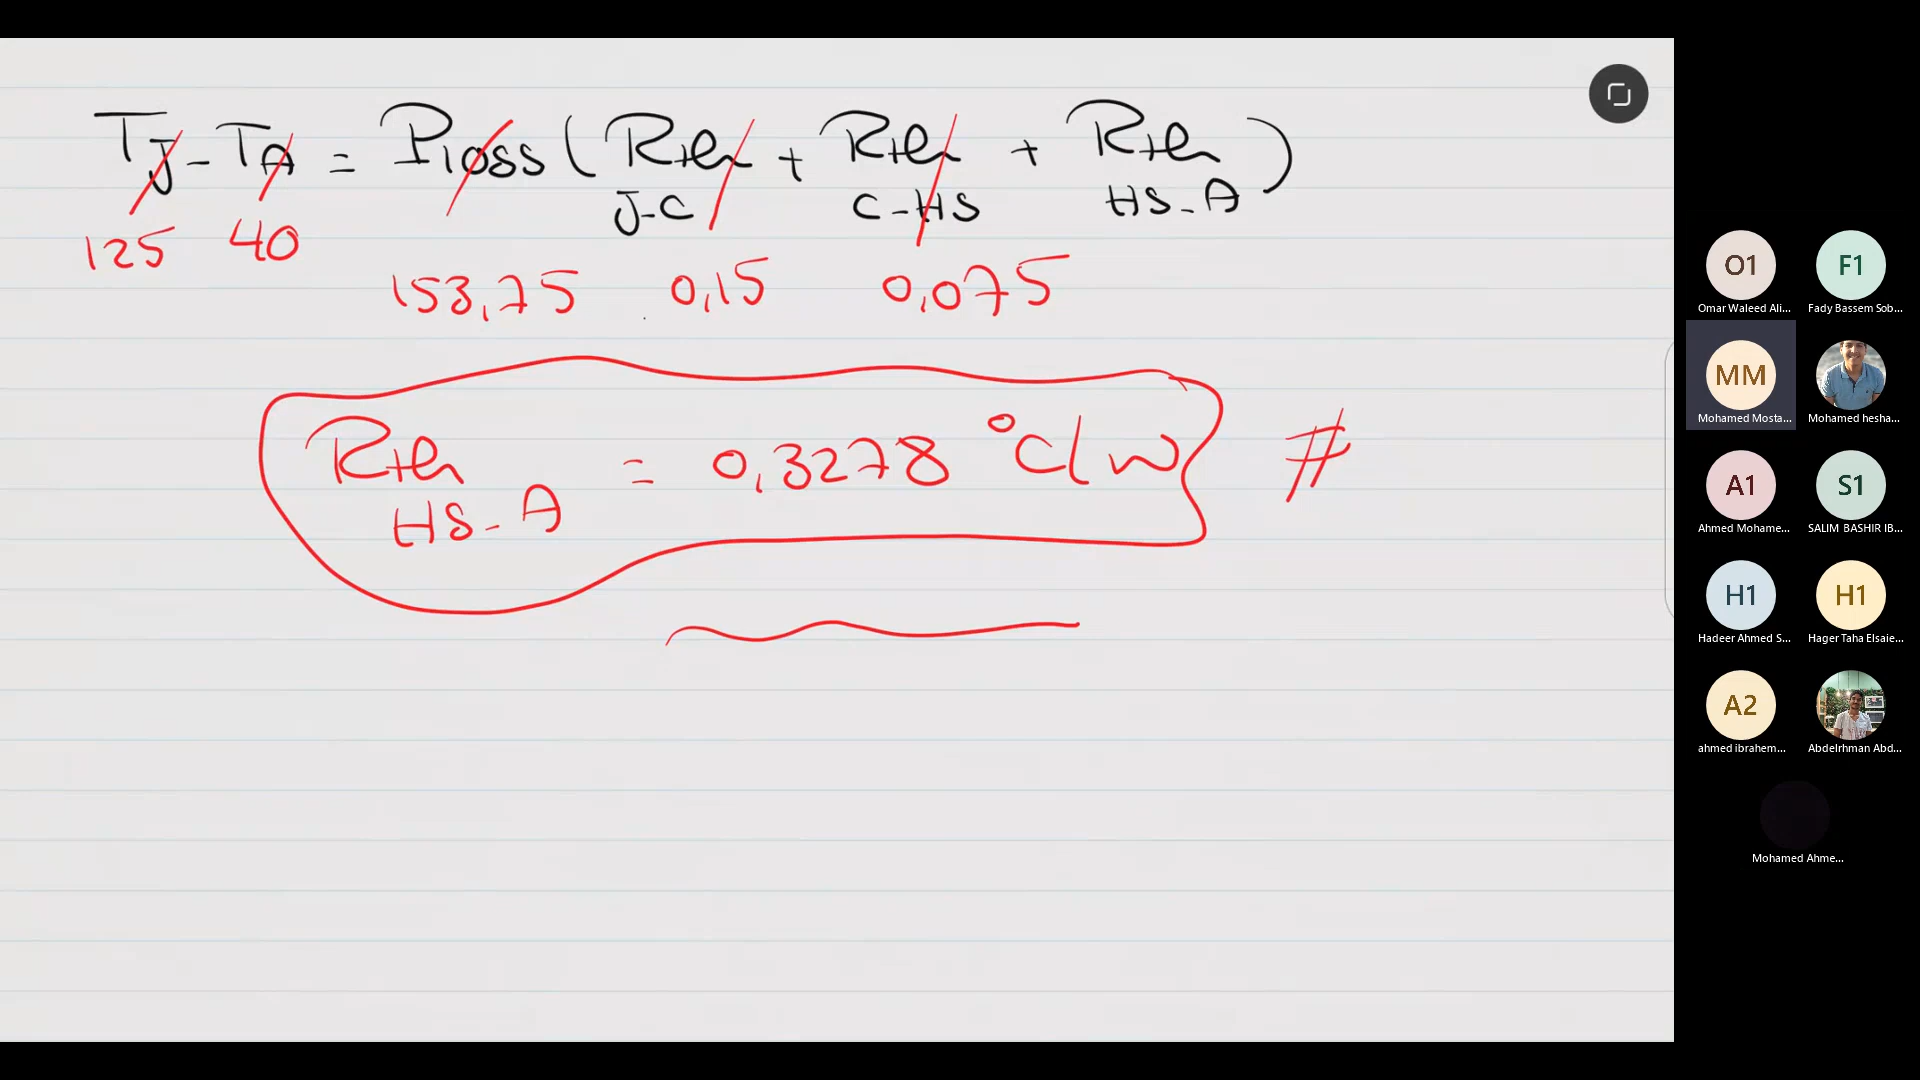 TJ - TA = Ploss ( Rth + Rth + Rth )
J-C C-HS HS-A
125 40
153,75 0,15 0,075
Rth = 0,3278 °C/W #
HS-A
O1 F1
Omar Waleed Ali... Fady Bassem Sob...
MM
Mohamed Mosta... Mohamed hesha...
A1 S1
Ahmed Mohame... SALIM BASHIR IB...
H1 H1
Hadeer Ahmed S... Hager Taha Elsaie...
A2
ahmed ibrahem... Abdelrhman Abd...
Mohamed Ahme...